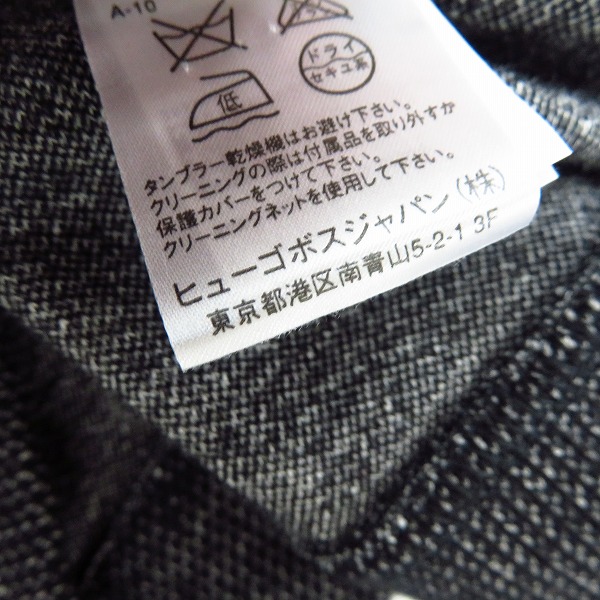 A-10
ドライ
セキユ系
低
タンブラー乾燥機はお避け下さい。
クリーニングの際は付属品を取り外すか
保護カバーをつけて下さい。
クリーニングネットを使用して下さい。
ヒューゴボスジャパン(株)
東京都港区南青山5-2-1 3F